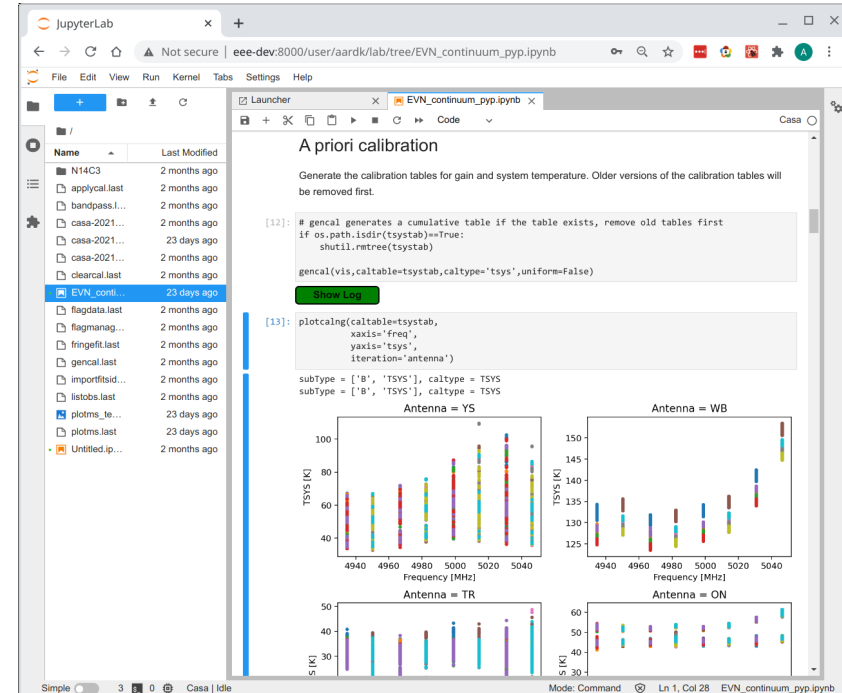 JupyterLab
Not secure | eee-dev:8000/user/aardk/lab/tree/EVN_continuum_pyp.ipynb
A
File Edit View Run Kernel Tabs Settings Help
Launcher
EVN_continuum_pyp.ipynb
Code
Casa
/
Name Last Modified
N14C3 2 months ago
applycal.last 2 months ago
bandpass.l... 2 months ago
casa-2021... 2 months ago
casa-2021... 23 days ago
casa-2021... 2 months ago
clearcal.last 2 months ago
EVN_conti... 23 days ago
flagdata.last 2 months ago
flagmanag... 2 months ago
fringefit.last 2 months ago
gencal.last 2 months ago
importfitsid... 2 months ago
listobs.last 2 months ago
plotms_te... 23 days ago
plotms.last 23 days ago
Untitled.ip... 2 months ago
A priori calibration
Generate the calibration tables for gain and system temperature. Older versions of the calibration tables will
be removed first.
[12]: # gencal generates a cumulative table if the table exists, remove old tables first
if os.path.isdir(tsystab)==True:
    shutil.rmtree(tsystab)
gencal(vis,caltable=tsystab,caltype='tsys',uniform=False)
Show Log
[13]: plotcalng(caltable=tsystab,
          xaxis='freq',
          yaxis='tsys',
          iteration='antenna')
subType = ['B', 'TSYS'], caltype = TSYS
subType = ['B', 'TSYS'], caltype = TSYS
Antenna = YS
TSYS [K]
100
80
60
40
4940 4960 4980 5000 5020 5040
Frequency [MHz]
Antenna = WB
TSYS [K]
150
145
140
135
130
125
4940 4960 4980 5000 5020 5040
Frequency [MHz]
Antenna = TR
50
40
30
S [K]
Antenna = ON
60
50
40
30
S [K]
Simple 3 0 Casa | Idle
Mode: Command Ln 1, Col 28 EVN_continuum_pyp.ipynb